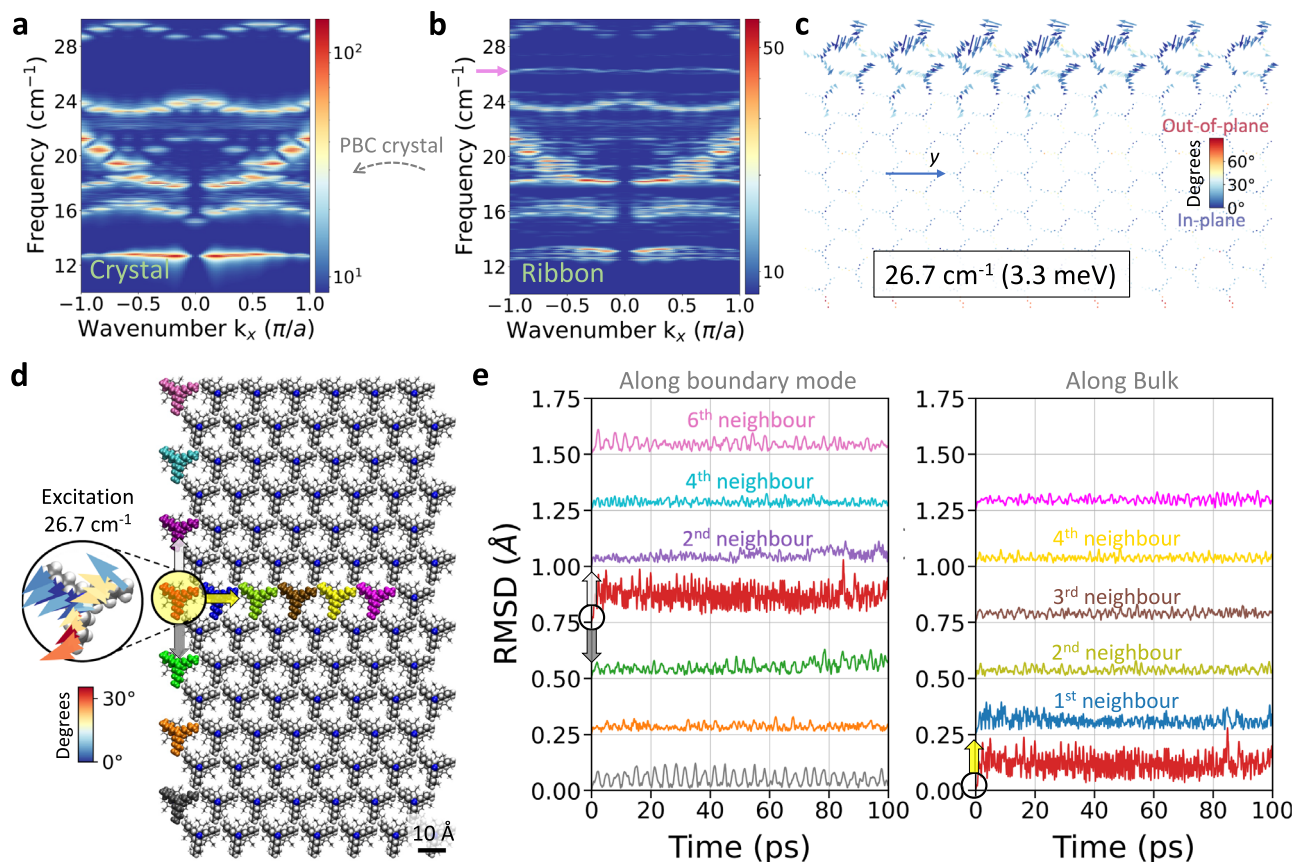 a
Frequency (cm⁻¹)
28
24
20
16
12
Crystal
−1.0 −0.5 0.0 0.5 1.0
Wavenumber kₓ (π/a)
10²
10¹
PBC crystal
b
Frequency (cm⁻¹)
28
24
20
16
12
Ribbon
−1.0 −0.5 0.0 0.5 1.0
Wavenumber kₓ (π/a)
50
10
c
y
Out-of-plane
Degrees
60°
30°
0°
In-plane
26.7 cm⁻¹ (3.3 meV)
d
Excitation
26.7 cm⁻¹
Degrees
30°
0°
10 Å
e
Along boundary mode
RMSD (Å)
1.75
1.50
1.25
1.00
0.75
0.50
0.25
0.00
6th neighbour
4th neighbour
2nd neighbour
0 20 40 60 80 100
Time (ps)
Along Bulk
1.75
1.50
1.25
1.00
0.75
0.50
0.25
0.00
4th neighbour
3rd neighbour
2nd neighbour
1st neighbour
0 20 40 60 80 100
Time (ps)